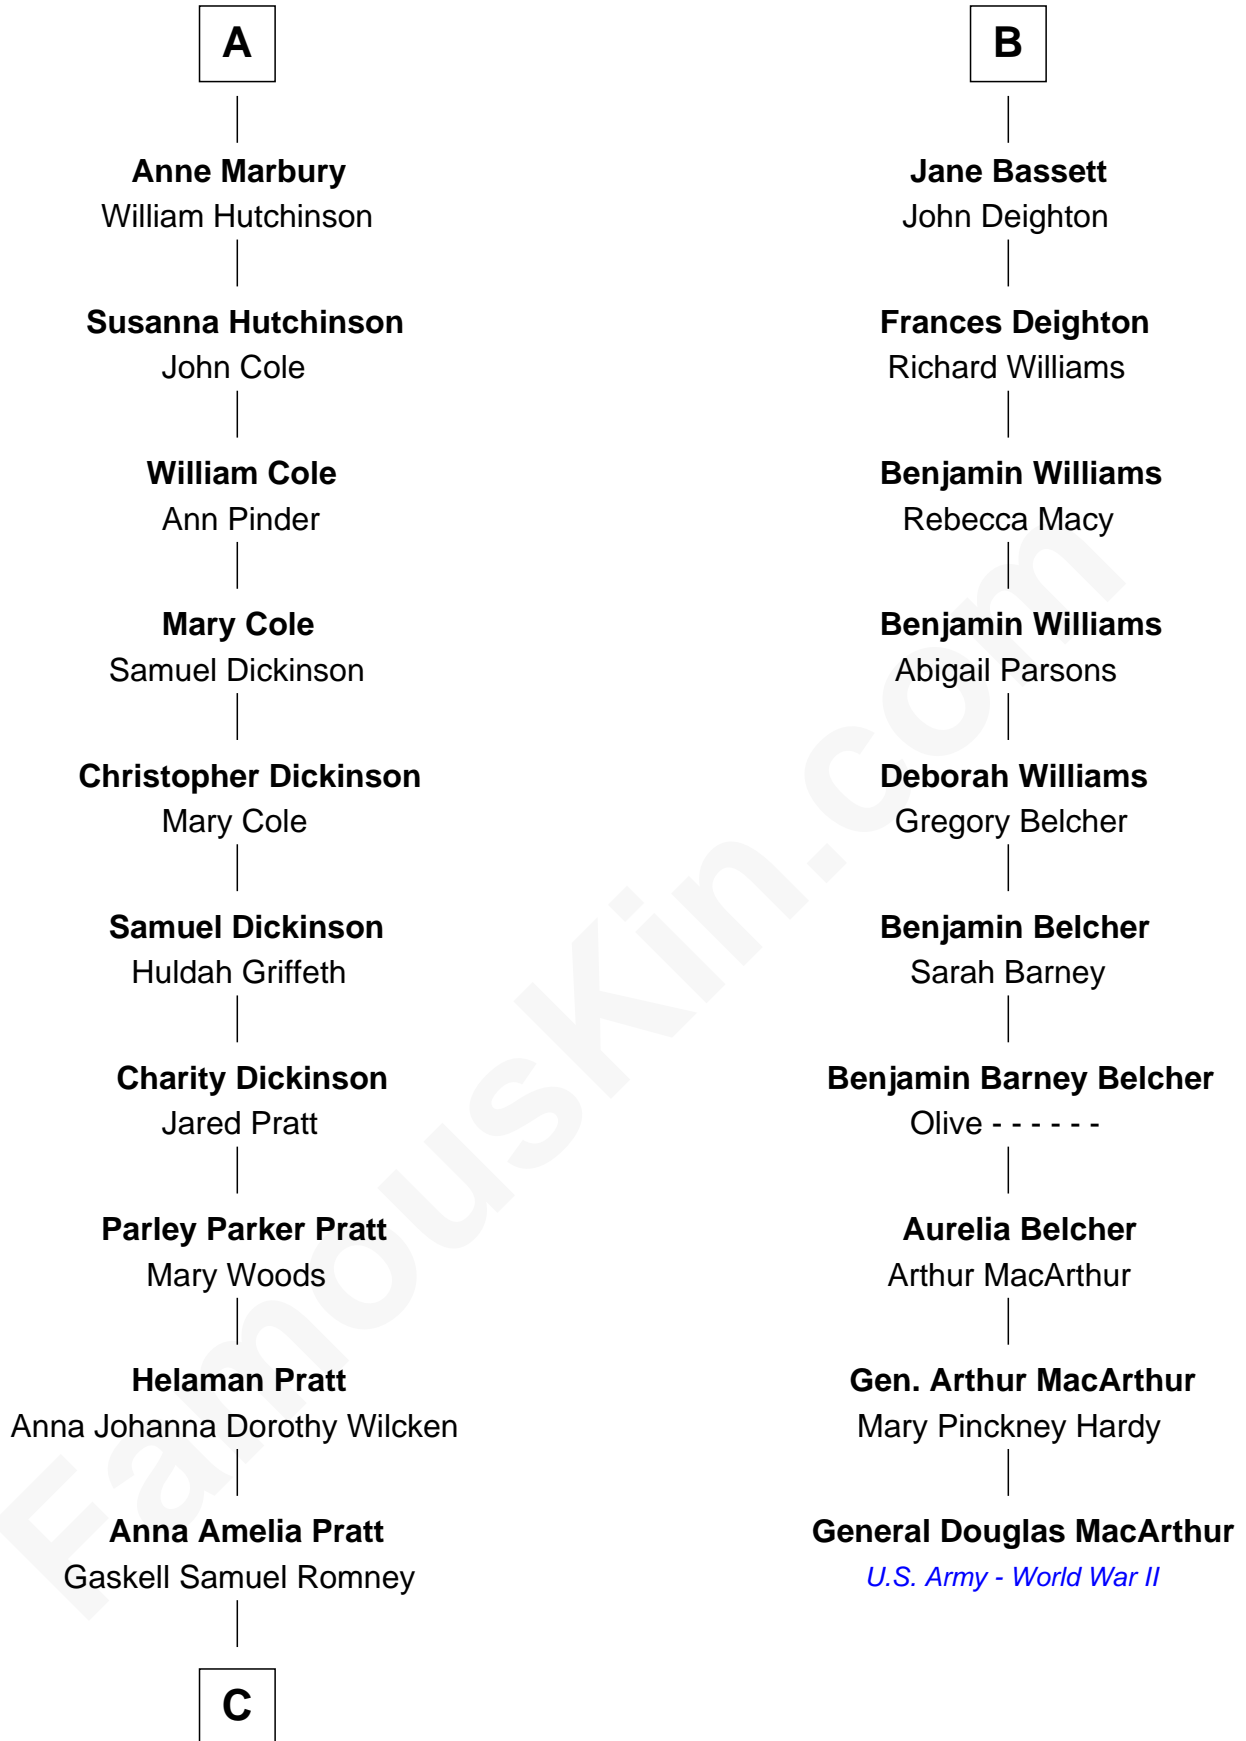 A
Anne Marbury
William Hutchinson
Susanna Hutchinson
John Cole
William Cole
Ann Pinder
Mary Cole
Samuel Dickinson
Christopher Dickinson
Mary Cole
Samuel Dickinson
Huldah Griffeth
Charity Dickinson
Jared Pratt
Parley Parker Pratt
Mary Woods
Helaman Pratt
Anna Johanna Dorothy Wilcken
Anna Amelia Pratt
Gaskell Samuel Romney
C
B
Jane Bassett
John Deighton
Frances Deighton
Richard Williams
Benjamin Williams
Rebecca Macy
Benjamin Williams
Abigail Parsons
Deborah Williams
Gregory Belcher
Benjamin Belcher
Sarah Barney
Benjamin Barney Belcher
Olive - - - - - -
Aurelia Belcher
Arthur MacArthur
Gen. Arthur MacArthur
Mary Pinckney Hardy
General Douglas MacArthur
U.S. Army - World War II
FamousKin.com